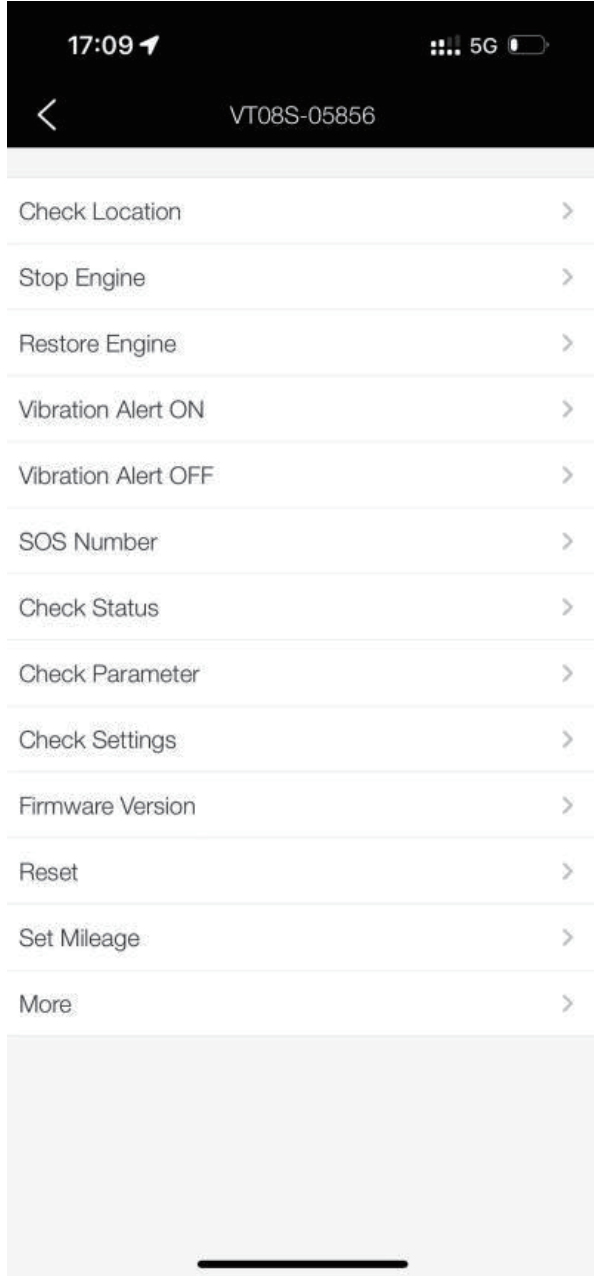 17:09
5G
VT08S-05856
Check Location
Stop Engine
Restore Engine
Vibration Alert ON
Vibration Alert OFF
SOS Number
Check Status
Check Parameter
Check Settings
Firmware Version
Reset
Set Mileage
More